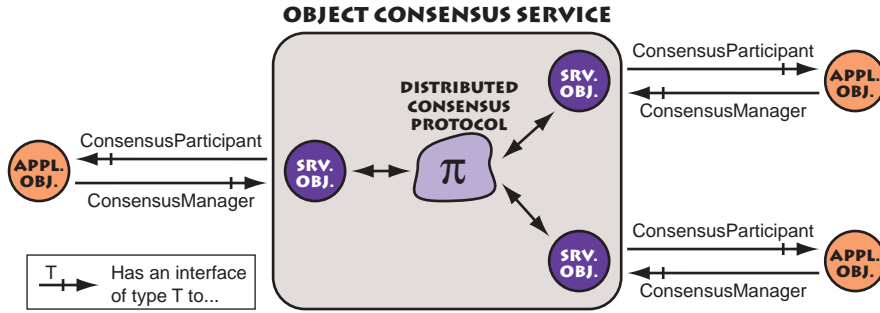 OBJECT CONSENSUS SERVICE
ConsensusParticipant
SRV.
OBJ.
APPL.
OBJ.
ConsensusManager
DISTRIBUTED
CONSENSUS
PROTOCOL
ConsensusParticipant
APPL.
OBJ.
SRV.
OBJ.
π
ConsensusManager
ConsensusParticipant
SRV.
OBJ.
APPL.
OBJ.
ConsensusManager
T
Has an interface
of type T to...